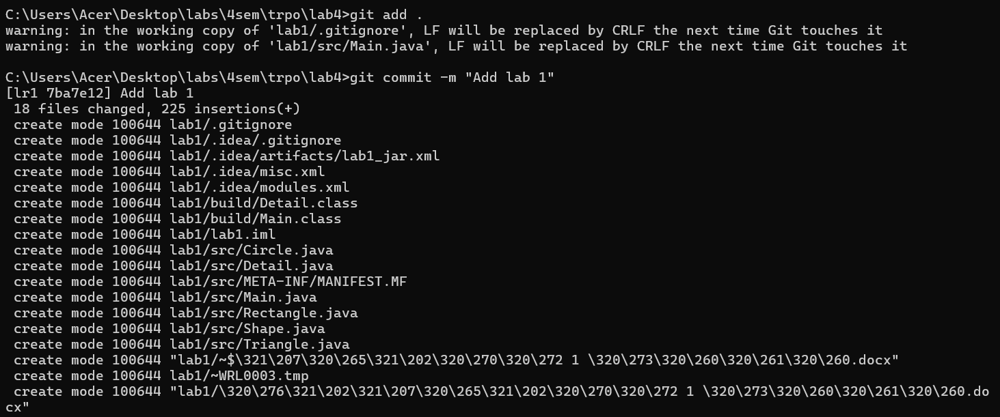 C:\Users\Acer\Desktop\labs\4sem\trpo\lab4>git add .
warning: in the working copy of 'lab1/.gitignore', LF will be replaced by CRLF the next time Git touches it
warning: in the working copy of 'lab1/src/Main.java', LF will be replaced by CRLF the next time Git touches it
C:\Users\Acer\Desktop\labs\4sem\trpo\lab4>git commit -m "Add lab 1"
[lr1 7ba7e12] Add lab 1
 18 files changed, 225 insertions(+)
 create mode 100644 lab1/.gitignore
 create mode 100644 lab1/.idea/.gitignore
 create mode 100644 lab1/.idea/artifacts/lab1_jar.xml
 create mode 100644 lab1/.idea/misc.xml
 create mode 100644 lab1/.idea/modules.xml
 create mode 100644 lab1/build/Detail.class
 create mode 100644 lab1/build/Main.class
 create mode 100644 lab1/lab1.iml
 create mode 100644 lab1/src/Circle.java
 create mode 100644 lab1/src/Detail.java
 create mode 100644 lab1/src/META-INF/MANIFEST.MF
 create mode 100644 lab1/src/Main.java
 create mode 100644 lab1/src/Rectangle.java
 create mode 100644 lab1/src/Shape.java
 create mode 100644 lab1/src/Triangle.java
 create mode 100644 "lab1/~$\321\207\320\265\321\202\320\270\320\272 1 \320\273\320\260\320\261\320\260.docx"
 create mode 100644 lab1/~WRL0003.tmp
 create mode 100644 "lab1/\320\276\321\202\321\207\320\265\321\202\320\270\320\272 1 \320\273\320\260\320\261\320\260.do
cx"